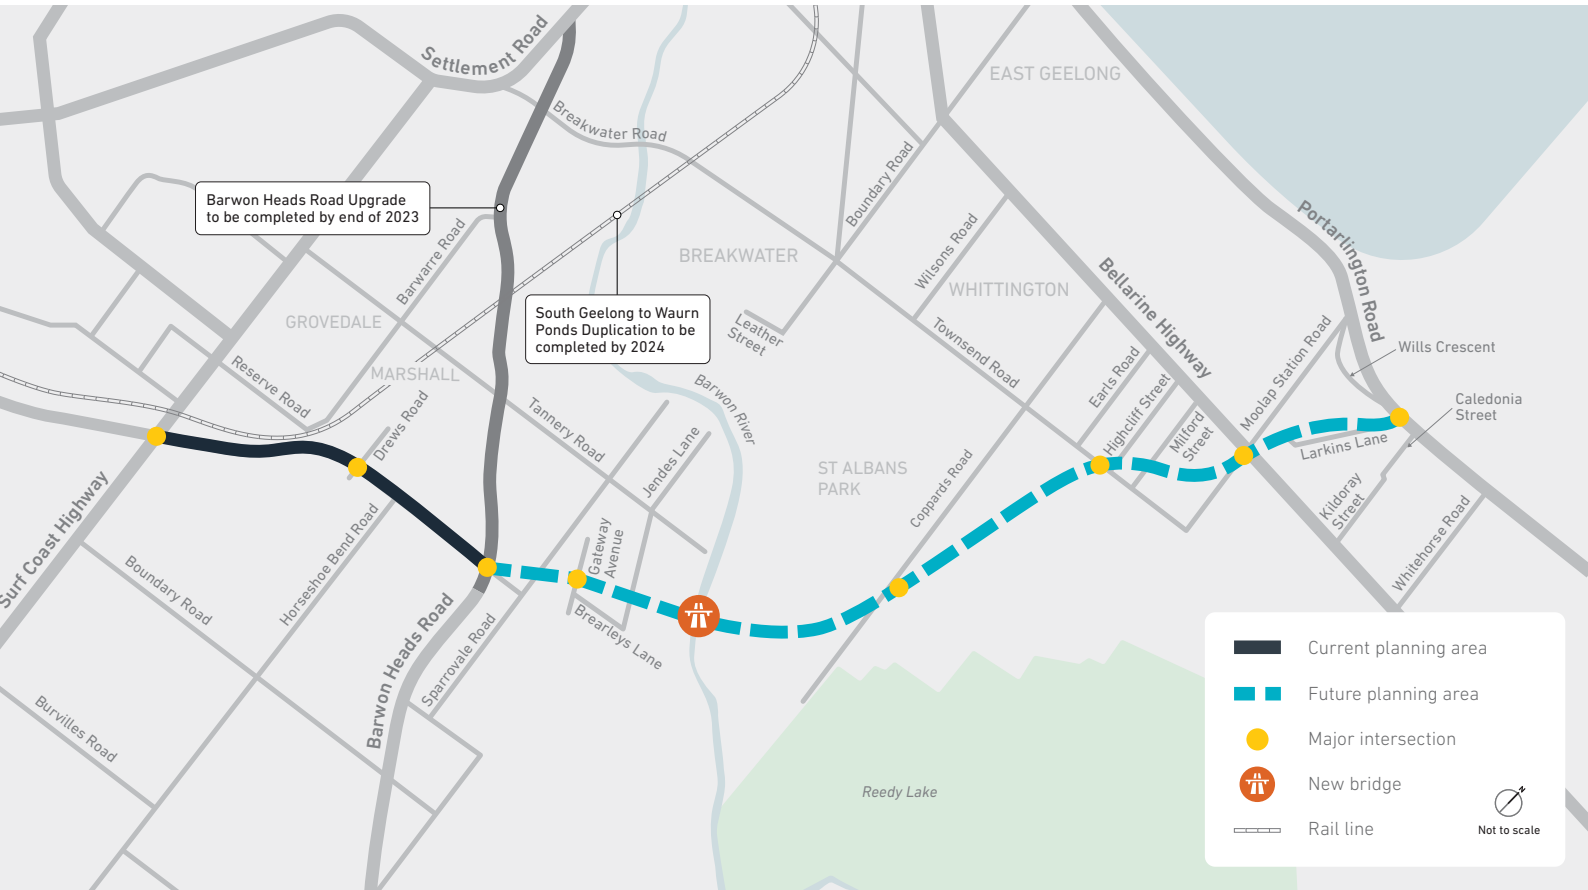 Settlement Road
EAST GEELONG
Breakwater Road
Barwon Heads Road Upgrade
to be completed by end of 2023
Boundary Road
Barwarre Road
Wilsons Road
Portarlington Road
BREAKWATER
Bellarine Highway
WHITTINGTON
GROVEDALE
South Geelong to Waurn
Ponds Duplication to be
completed by 2024
Leather
Street
Townsend Road
Moolap Station Road
Wills Crescent
Reserve Road
MARSHALL
Earls Road
Highcliff Street
Barwon River
Drews Road
Tannery Road
Jendes Lane
Milford
Street
Caledonia
Street
Larkins Lane
ST ALBANS
PARK
Coppards Road
Kildoray
Street
Whitehorse Road
Surf Coast Highway
Horseshoe Bend Road
Gateway
Avenue
Boundary Road
Barwon Heads Road
Sparrovale Road
Brearleys Lane
Burvilles Road
Reedy Lake
Current planning area
Future planning area
Major intersection
New bridge
Rail line
N
Not to scale